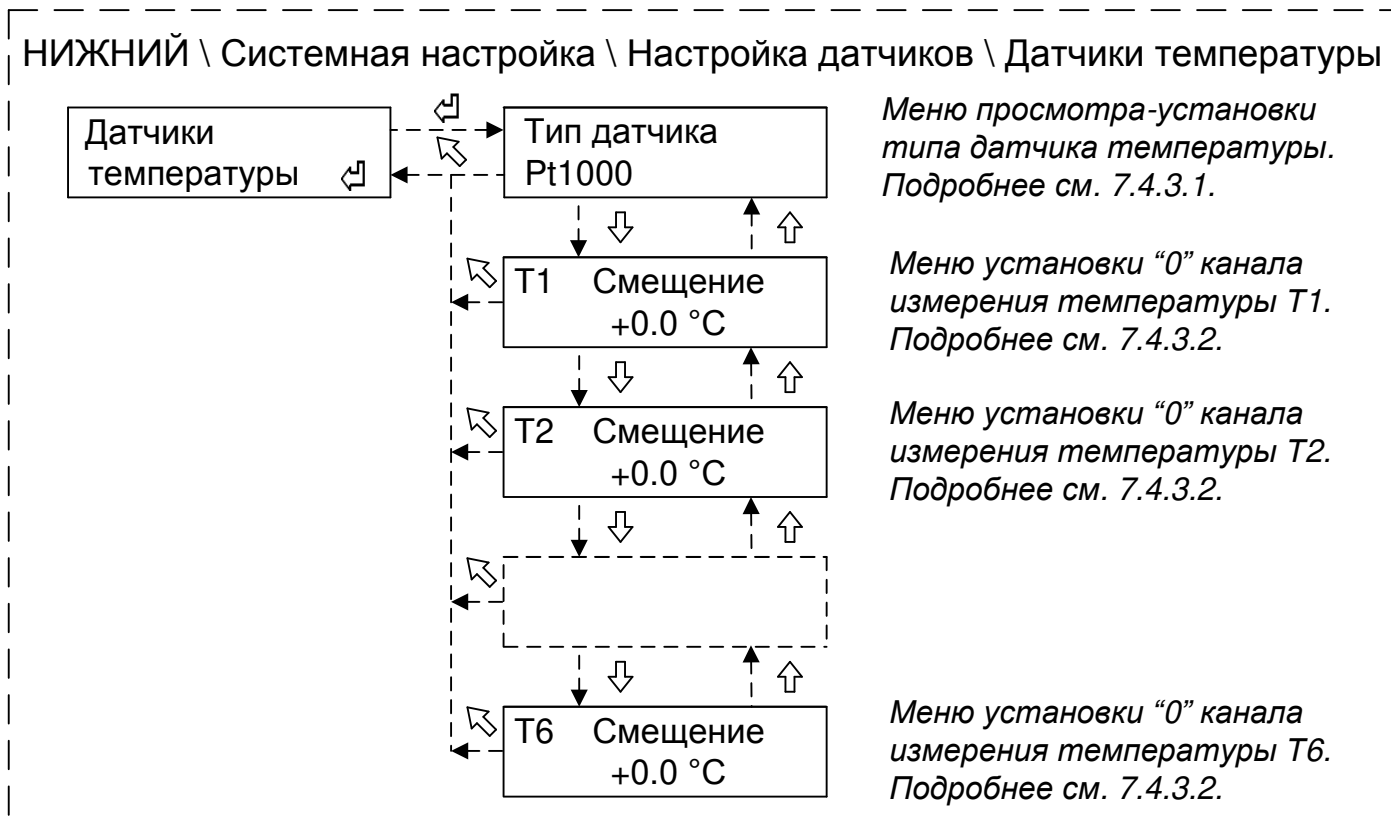 НИЖНИЙ \ Системная настройка \ Настройка датчиков \ Датчики температуры
Датчики
температуры
Тип датчика
Pt1000
Меню просмотра-установки
типа датчика температуры.
Подробнее см. 7.4.3.1.
T1 Смещение
+0.0 °C
Меню установки “0” канала
измерения температуры Т1.
Подробнее см. 7.4.3.2.
T2 Смещение
+0.0 °C
Меню установки “0” канала
измерения температуры Т2.
Подробнее см. 7.4.3.2.
T6 Смещение
+0.0 °C
Меню установки “0” канала
измерения температуры Т6.
Подробнее см. 7.4.3.2.